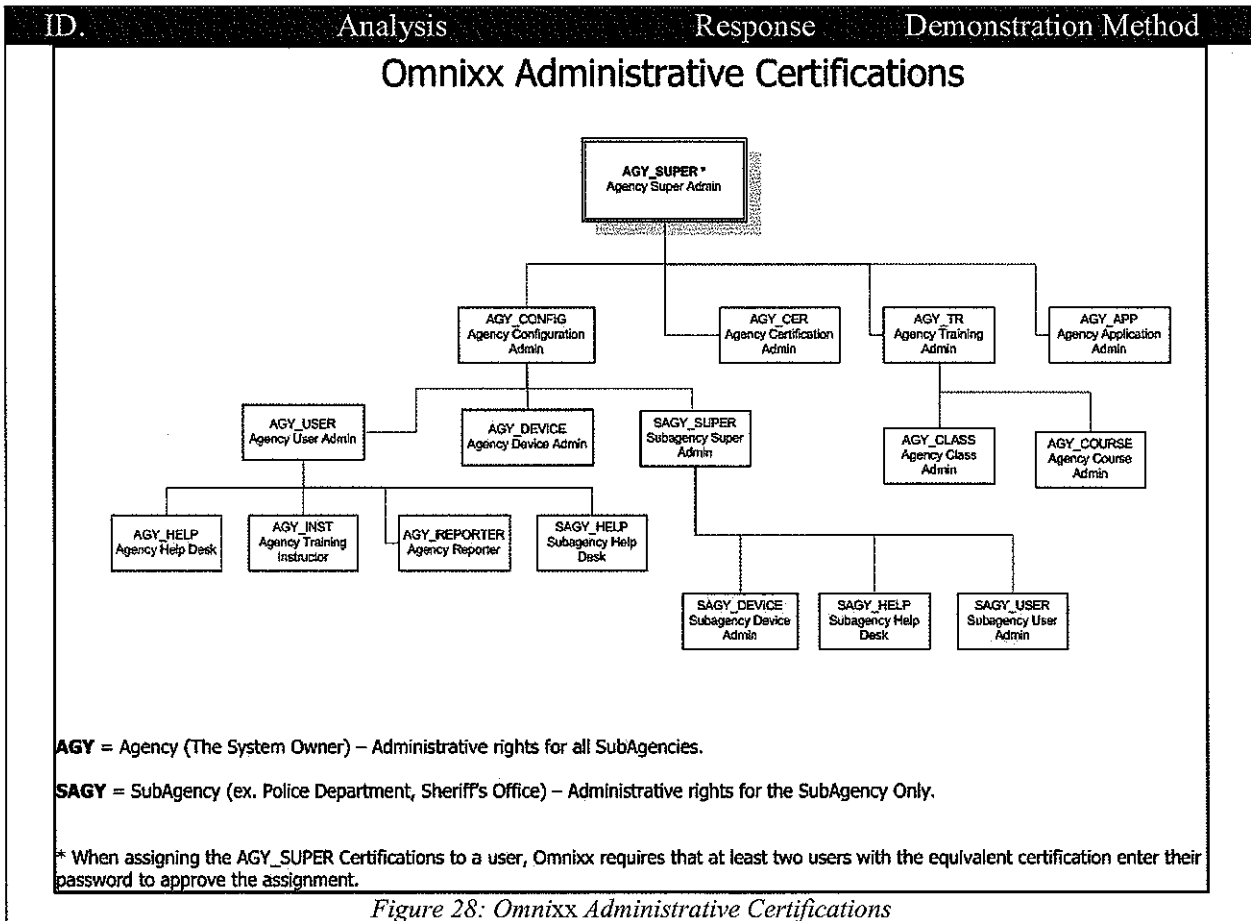 ID. Analysis Response Demonstration Method
Omnixx Administrative Certifications
AGY_SUPER *
Agency Super Admin
AGY_CONFIG
Agency Configuration
Admin
AGY_CER
Agency Certification
Admin
AGY_TR
Agency Training
Admin
AGY_APP
Agency Application
Admin
AGY_USER
Agency User Admin
AGY_DEVICE
Agency Device Admin
SAGY_SUPER
Subagency Super
Admin
AGY_CLASS
Agency Class
Admin
AGY_COURSE
Agency Course
Admin
AGY_HELP
Agency Help Desk
AGY_INST
Agency Training
Instructor
AGY_REPORTER
Agency Reporter
SAGY_HELP
Subagency Help
Desk
SAGY_DEVICE
Subagency Device
Admin
SAGY_HELP
Subagency Help
Desk
SAGY_USER
Subagency User
Admin
AGY = Agency (The System Owner) – Administrative rights for all SubAgencies.
SAGY = SubAgency (ex. Police Department, Sheriff's Office) – Administrative rights for the SubAgency Only.
* When assigning the AGY_SUPER Certifications to a user, Omnixx requires that at least two users with the equivalent certification enter their
password to approve the assignment.
Figure 28: Omnixx Administrative Certifications